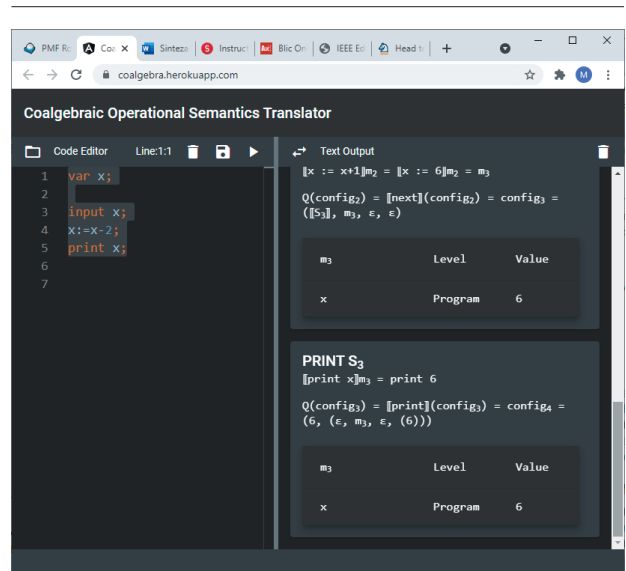 PMF Ro
Coa
Sinteza
Instruct
Blic On
IEEE Ed
Head to
coalgebra.herokuapp.com
M
Coalgebraic Operational Semantics Translator
Code Editor
Line:1:1
Text Output
1 var x;
2
3 input x;
4 x:=x-2;
5 print x;
6
7
⟦x := x+1⟧m₂ = ⟦x := 6⟧m₂ = m₃
Q(config₂) = ⟦next⟧(config₂) = config₃ =
(⟦S₃⟧, m₃, ε, ε)
m₃ Level Value
x Program 6
PRINT S₃
⟦print x⟧m₃ = print 6
Q(config₃) = ⟦print⟧(config₃) = config₄ =
(6, (ε, m₃, ε, (6)))
m₃ Level Value
x Program 6